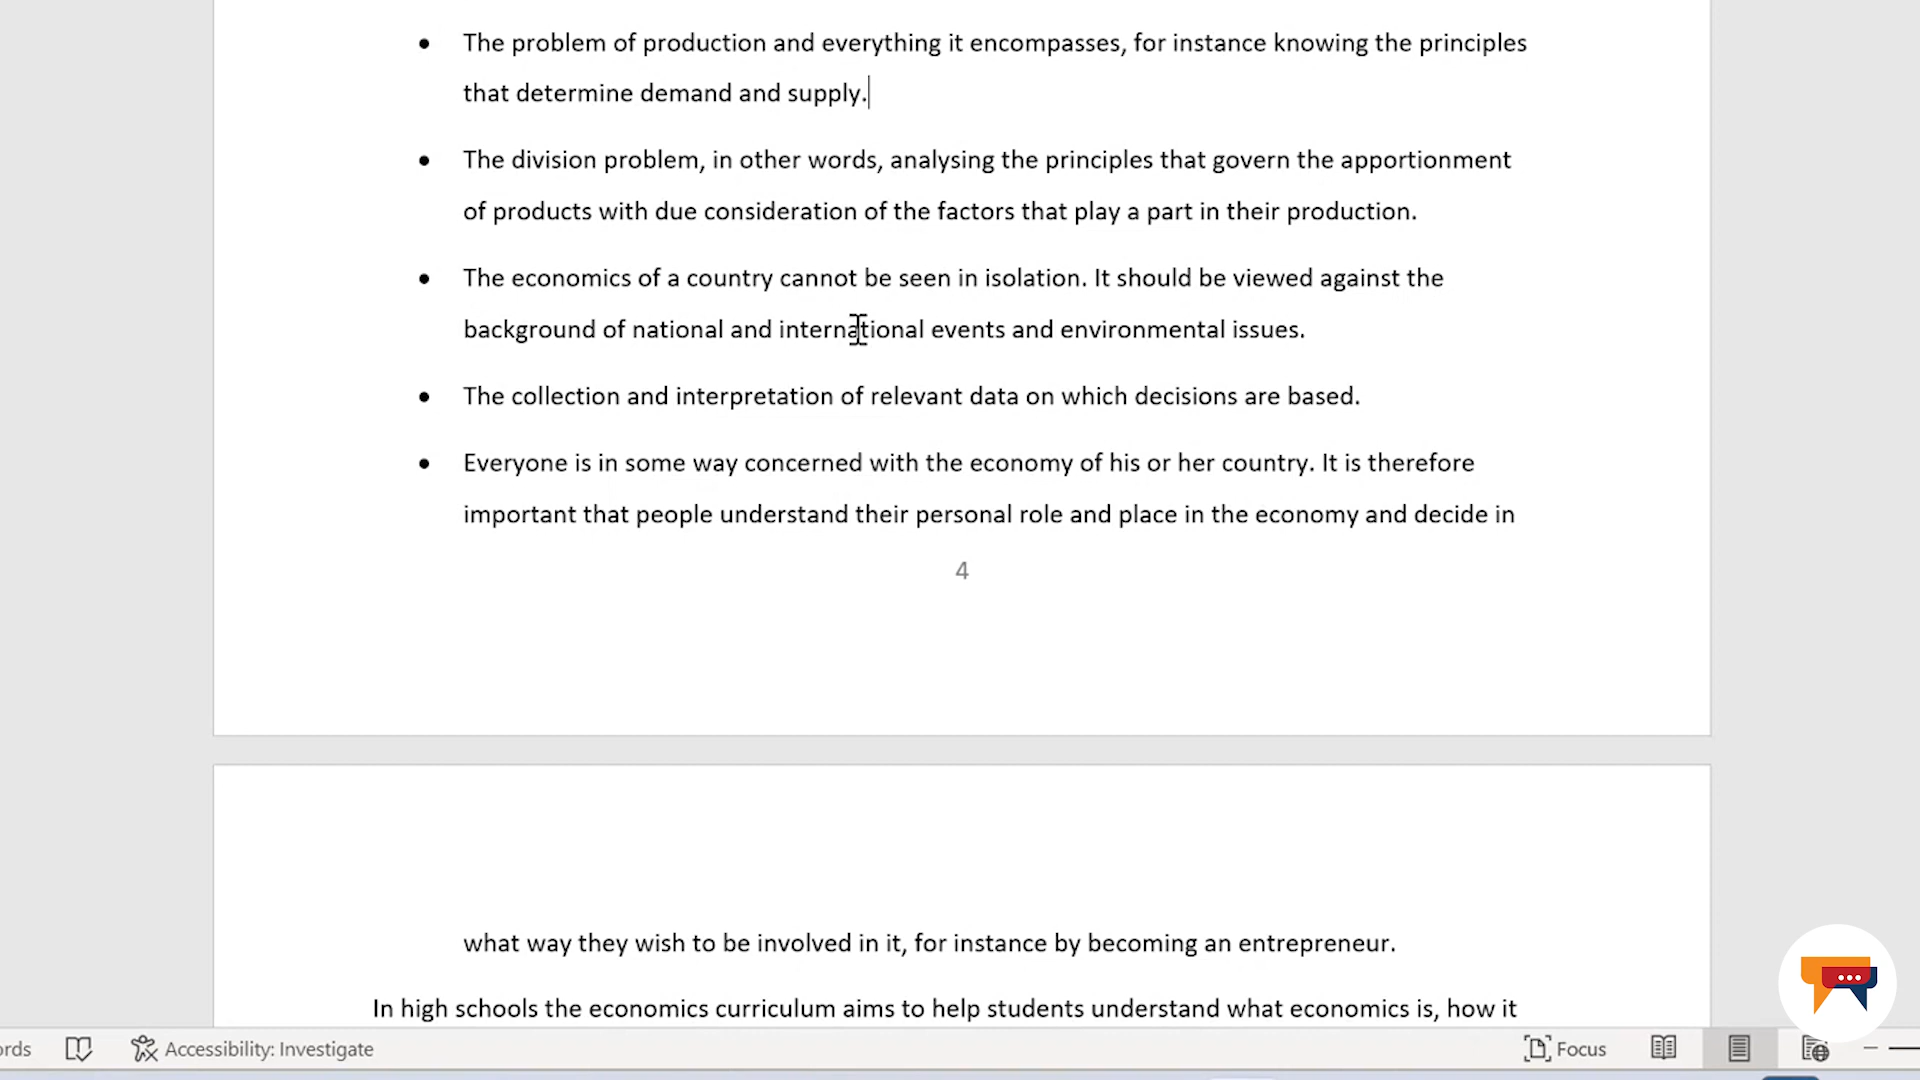 • The problem of production and everything it encompasses, for instance knowing the principles
that determine demand and supply.
• The division problem, in other words, analysing the principles that govern the apportionment
of products with due consideration of the factors that play a part in their production.
• The economics of a country cannot be seen in isolation. It should be viewed against the
background of national and international events and environmental issues.
• The collection and interpretation of relevant data on which decisions are based.
• Everyone is in some way concerned with the economy of his or her country. It is therefore
important that people understand their personal role and place in the economy and decide in
4
what way they wish to be involved in it, for instance by becoming an entrepreneur.
In high schools the economics curriculum aims to help students understand what economics is, how it
ords Accessibility: Investigate Focus